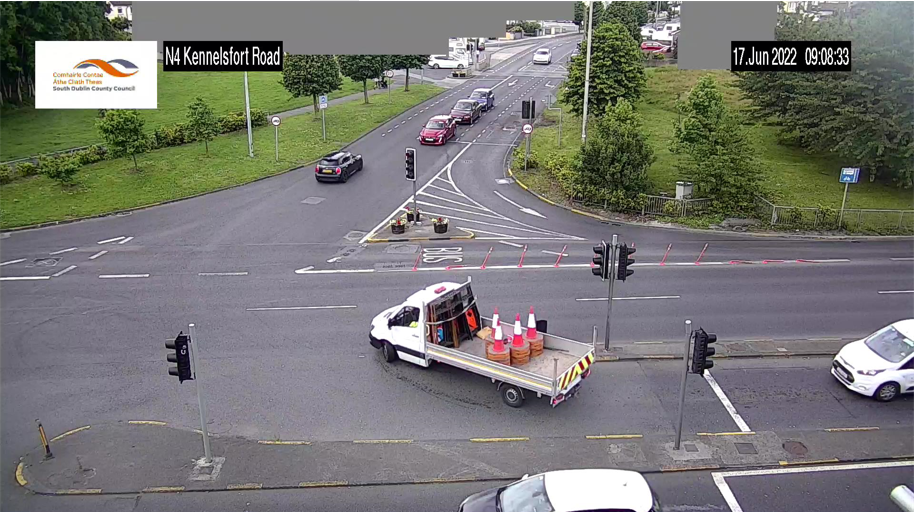 N4 Kennelsfort Road
17.Jun 2022 09:08:33
Comhairle Contae
Átha Cliath Theas
South Dublin County Council
BUS